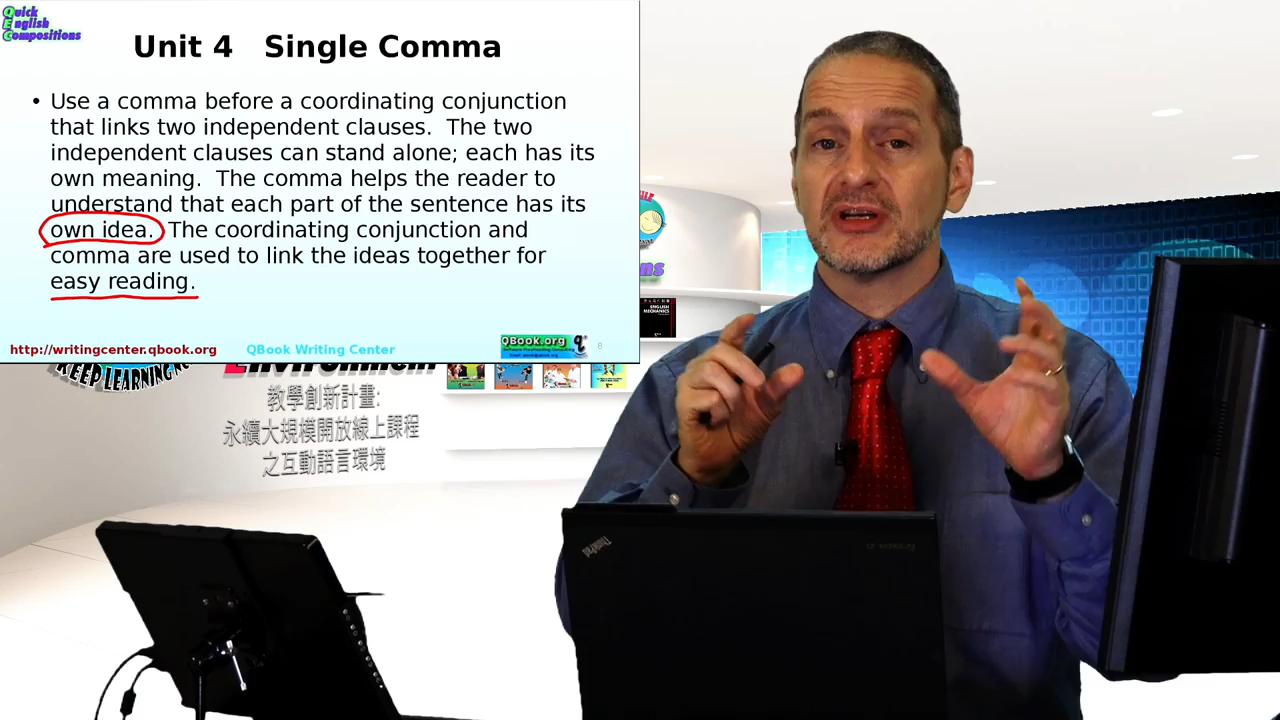 Quick
English
Compositions
Unit 4 Single Comma
• Use a comma before a coordinating conjunction
that links two independent clauses. The two
independent clauses can stand alone; each has its
own meaning. The comma helps the reader to
understand that each part of the sentence has its
own idea. The coordinating conjunction and
comma are used to link the ideas together for
easy reading.
http://writingcenter.qbook.org QBook Writing Center
QBook.org
8
KEEP LEARNING
Environment
教學創新計畫:
永續大規模開放線上課程
之互動語言環境
ENGLISH
MECHANICS
ThinkPad